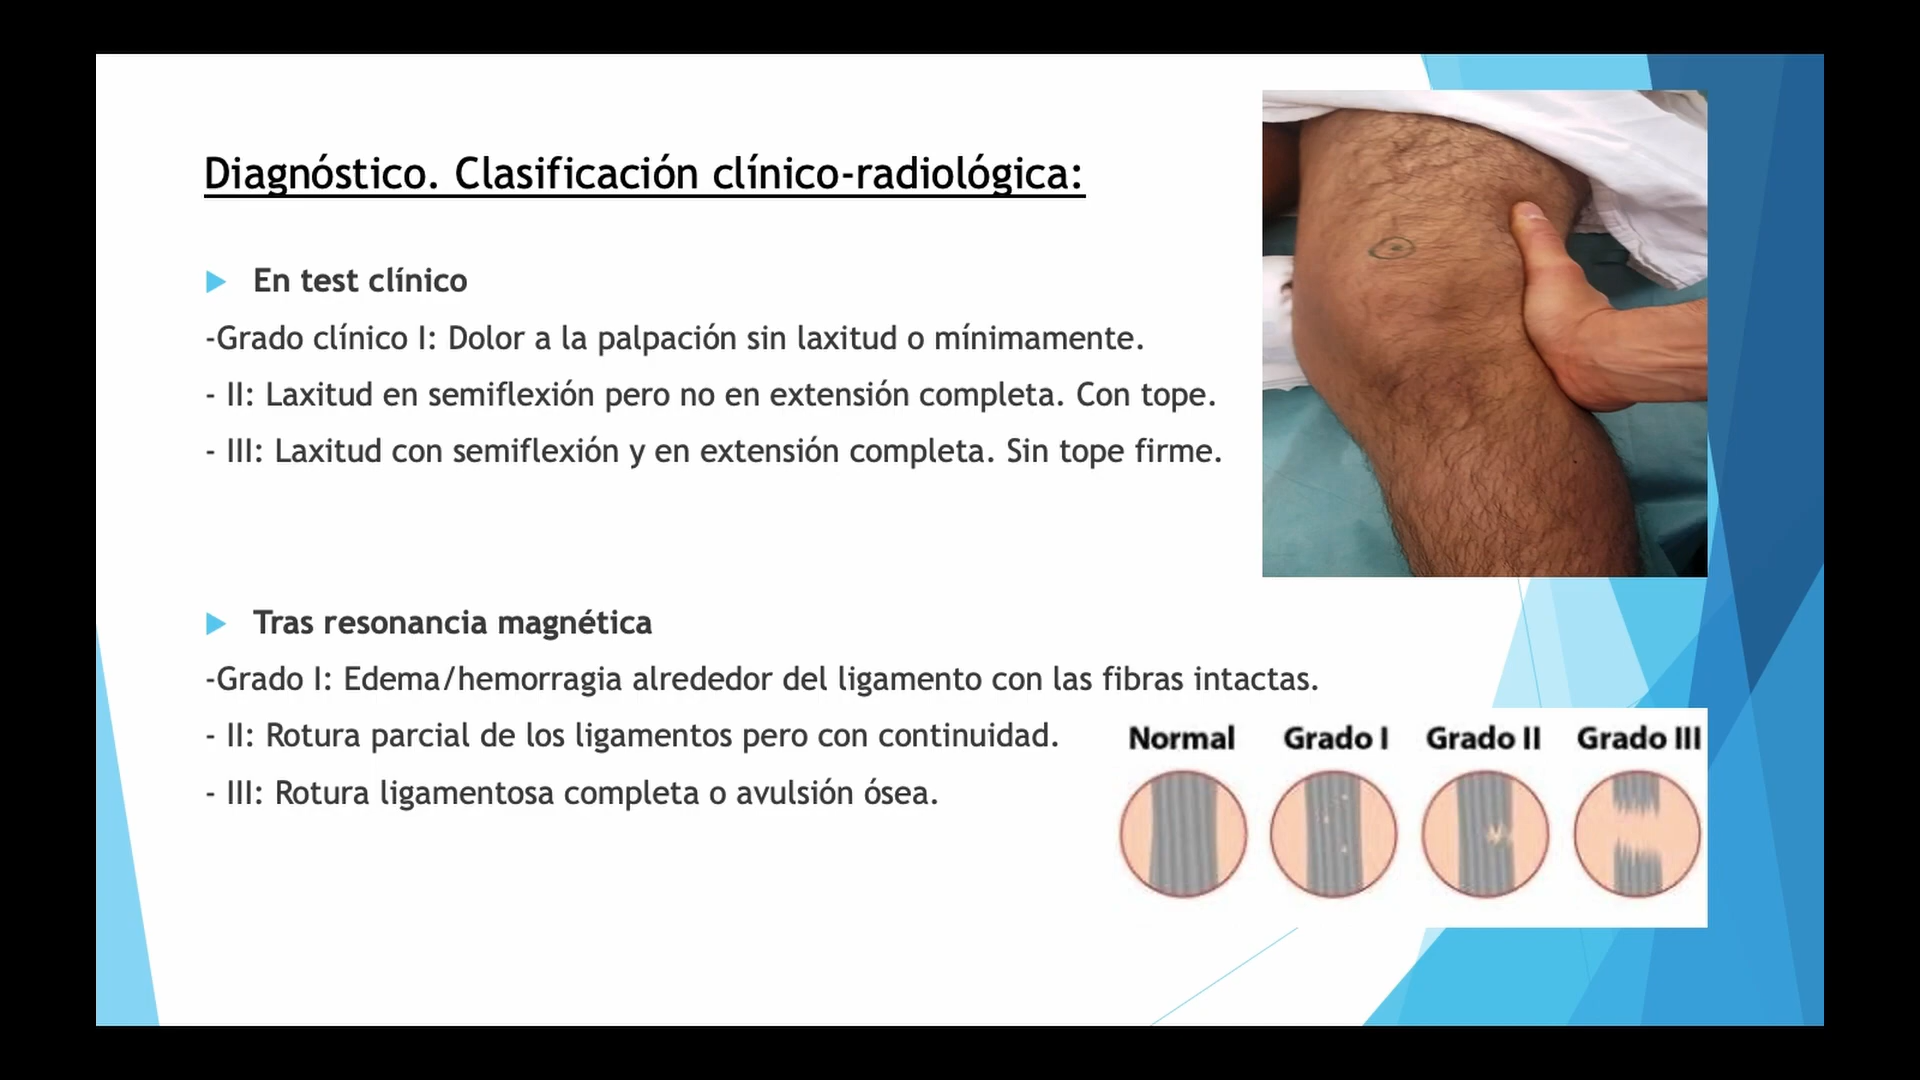 Diagnóstico. Clasificación clínico-radiológica:
En test clínico
-Grado clínico I: Dolor a la palpación sin laxitud o mínimamente.
- II: Laxitud en semiflexión pero no en extensión completa. Con tope.
- III: Laxitud con semiflexión y en extensión completa. Sin tope firme.
Tras resonancia magnética
-Grado I: Edema/hemorragia alrededor del ligamento con las fibras intactas.
- II: Rotura parcial de los ligamentos pero con continuidad.
- III: Rotura ligamentosa completa o avulsión ósea.
Normal Grado I Grado II Grado III